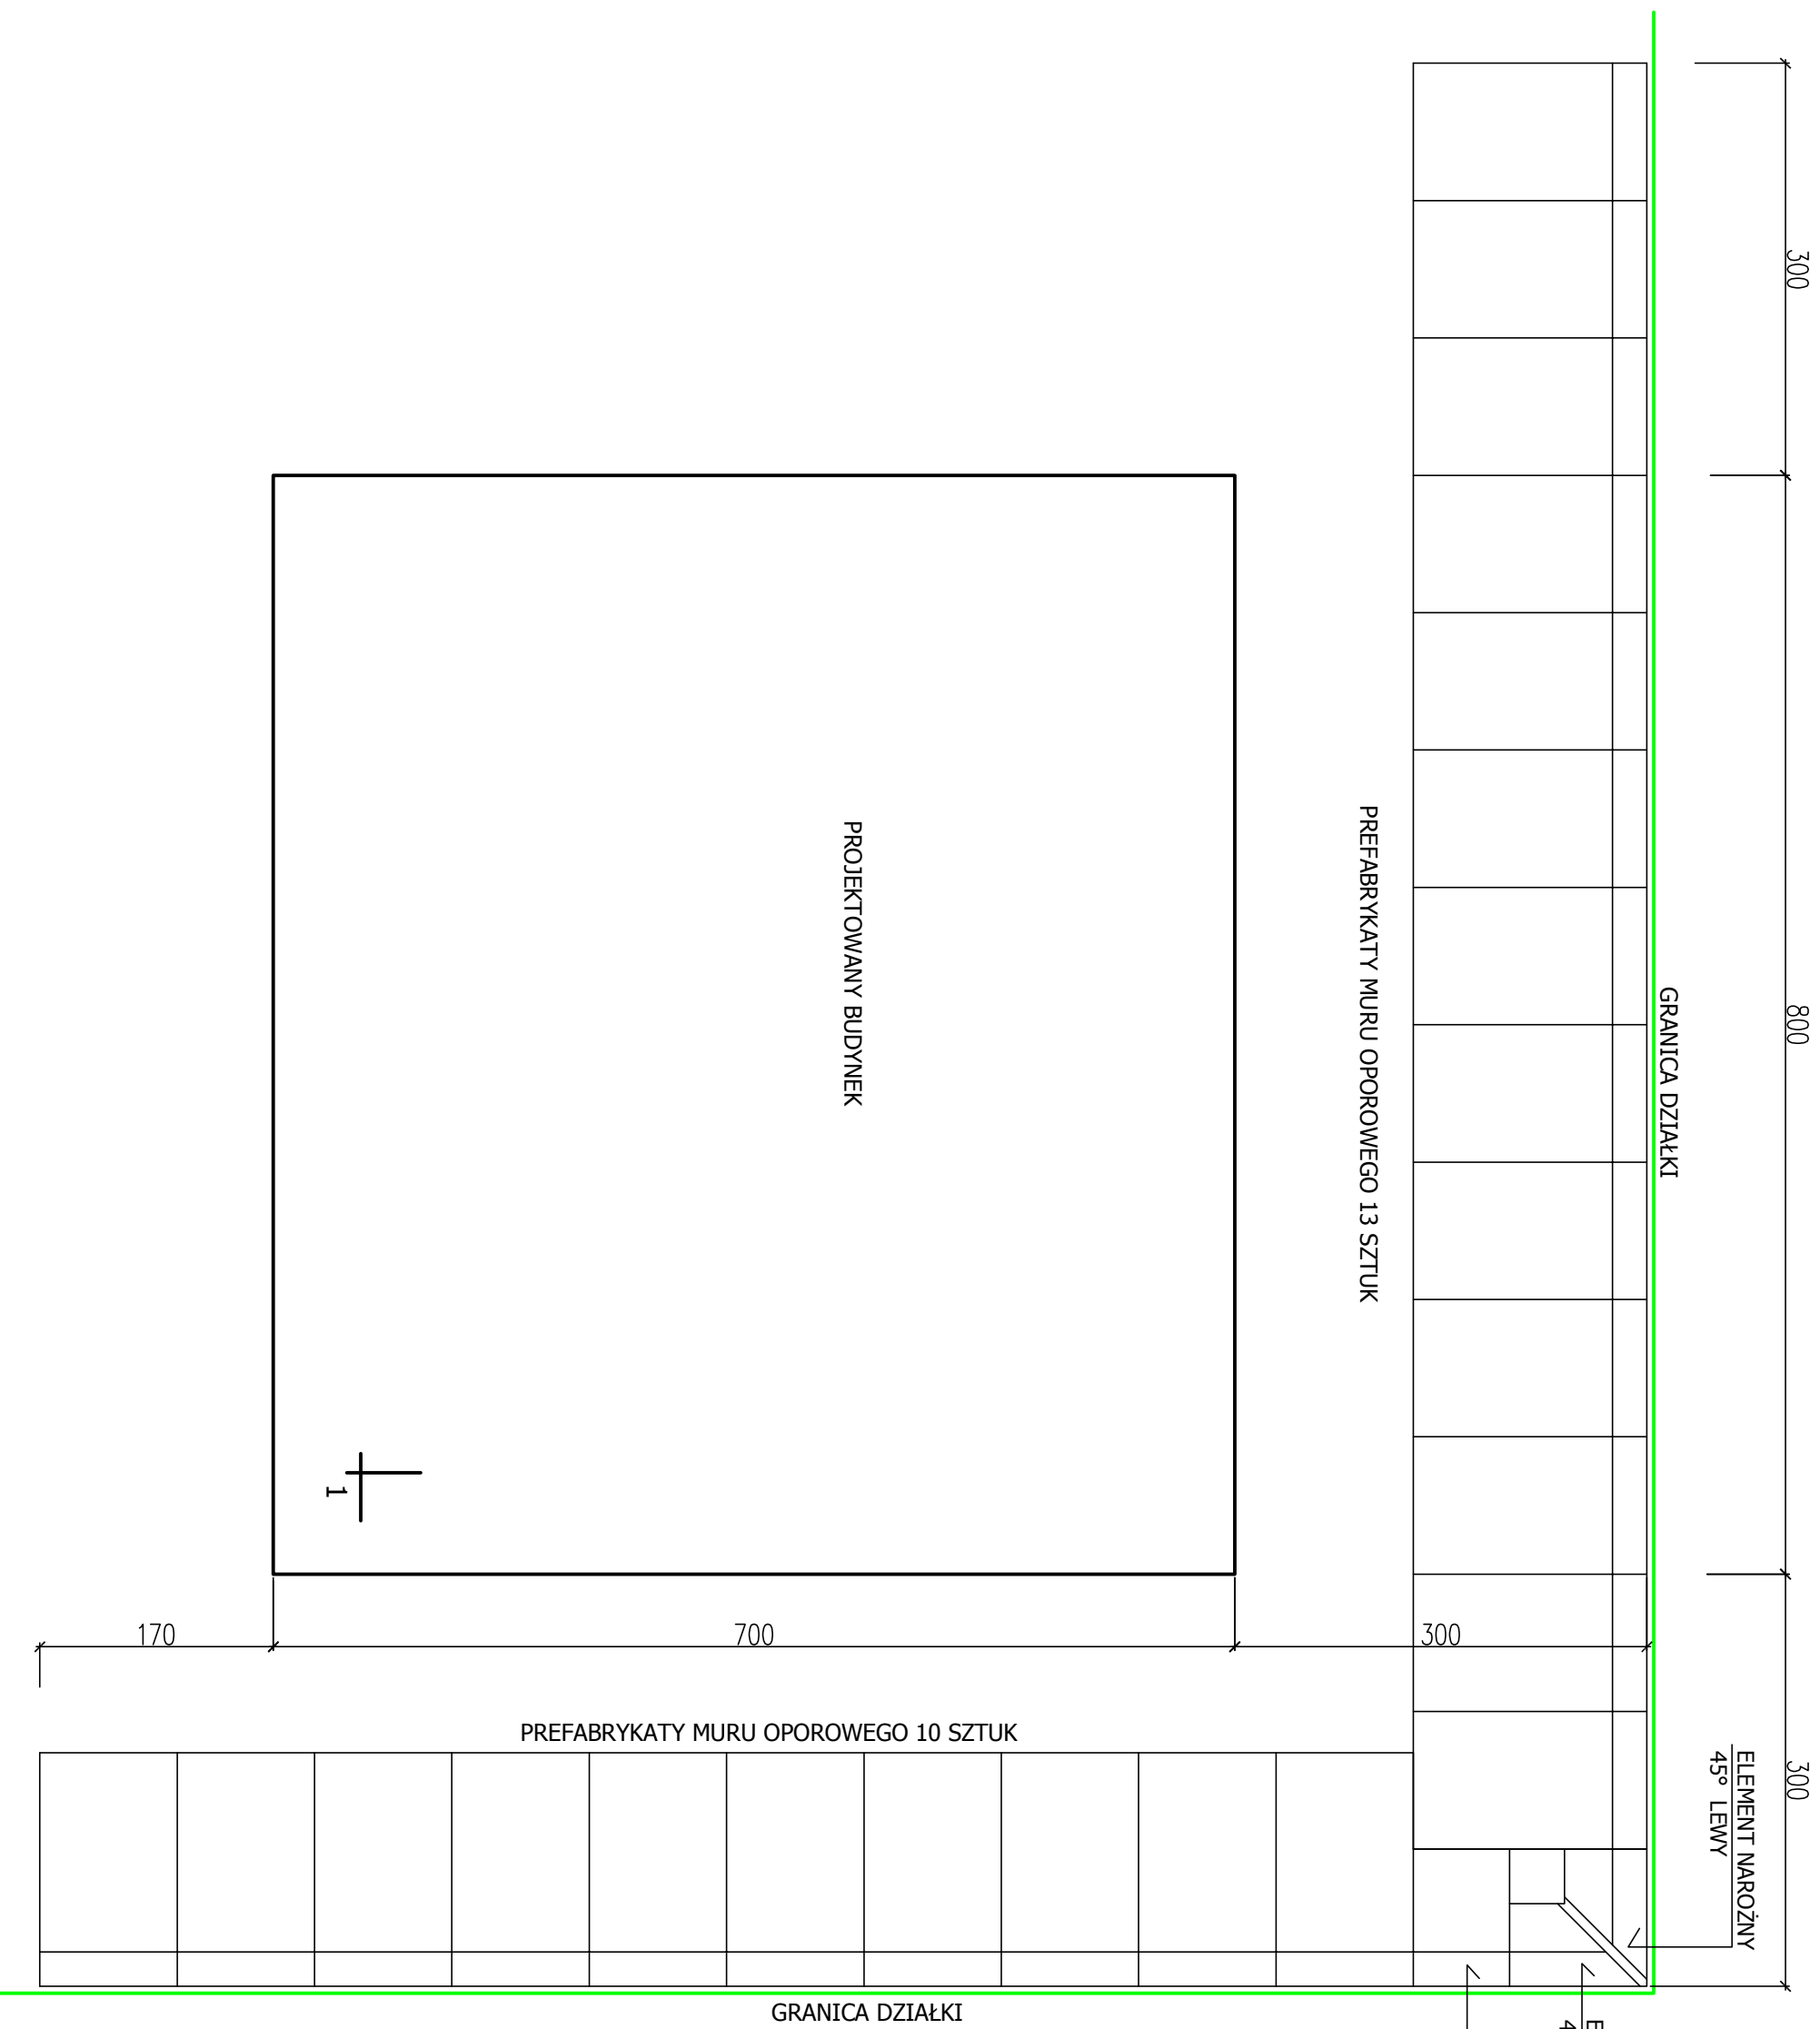 300
800
300
GRANICA DZIAŁKI
PREFABRYKATY MURU OPOROWEGO 13 SZTUK
PROJEKTOWANY BUDYNEK
1
170
700
300
PREFABRYKATY MURU OPOROWEGO 10 SZTUK
ELEMENT NAROŻNY
45° LEWY
GRANICA DZIAŁKI
E
4